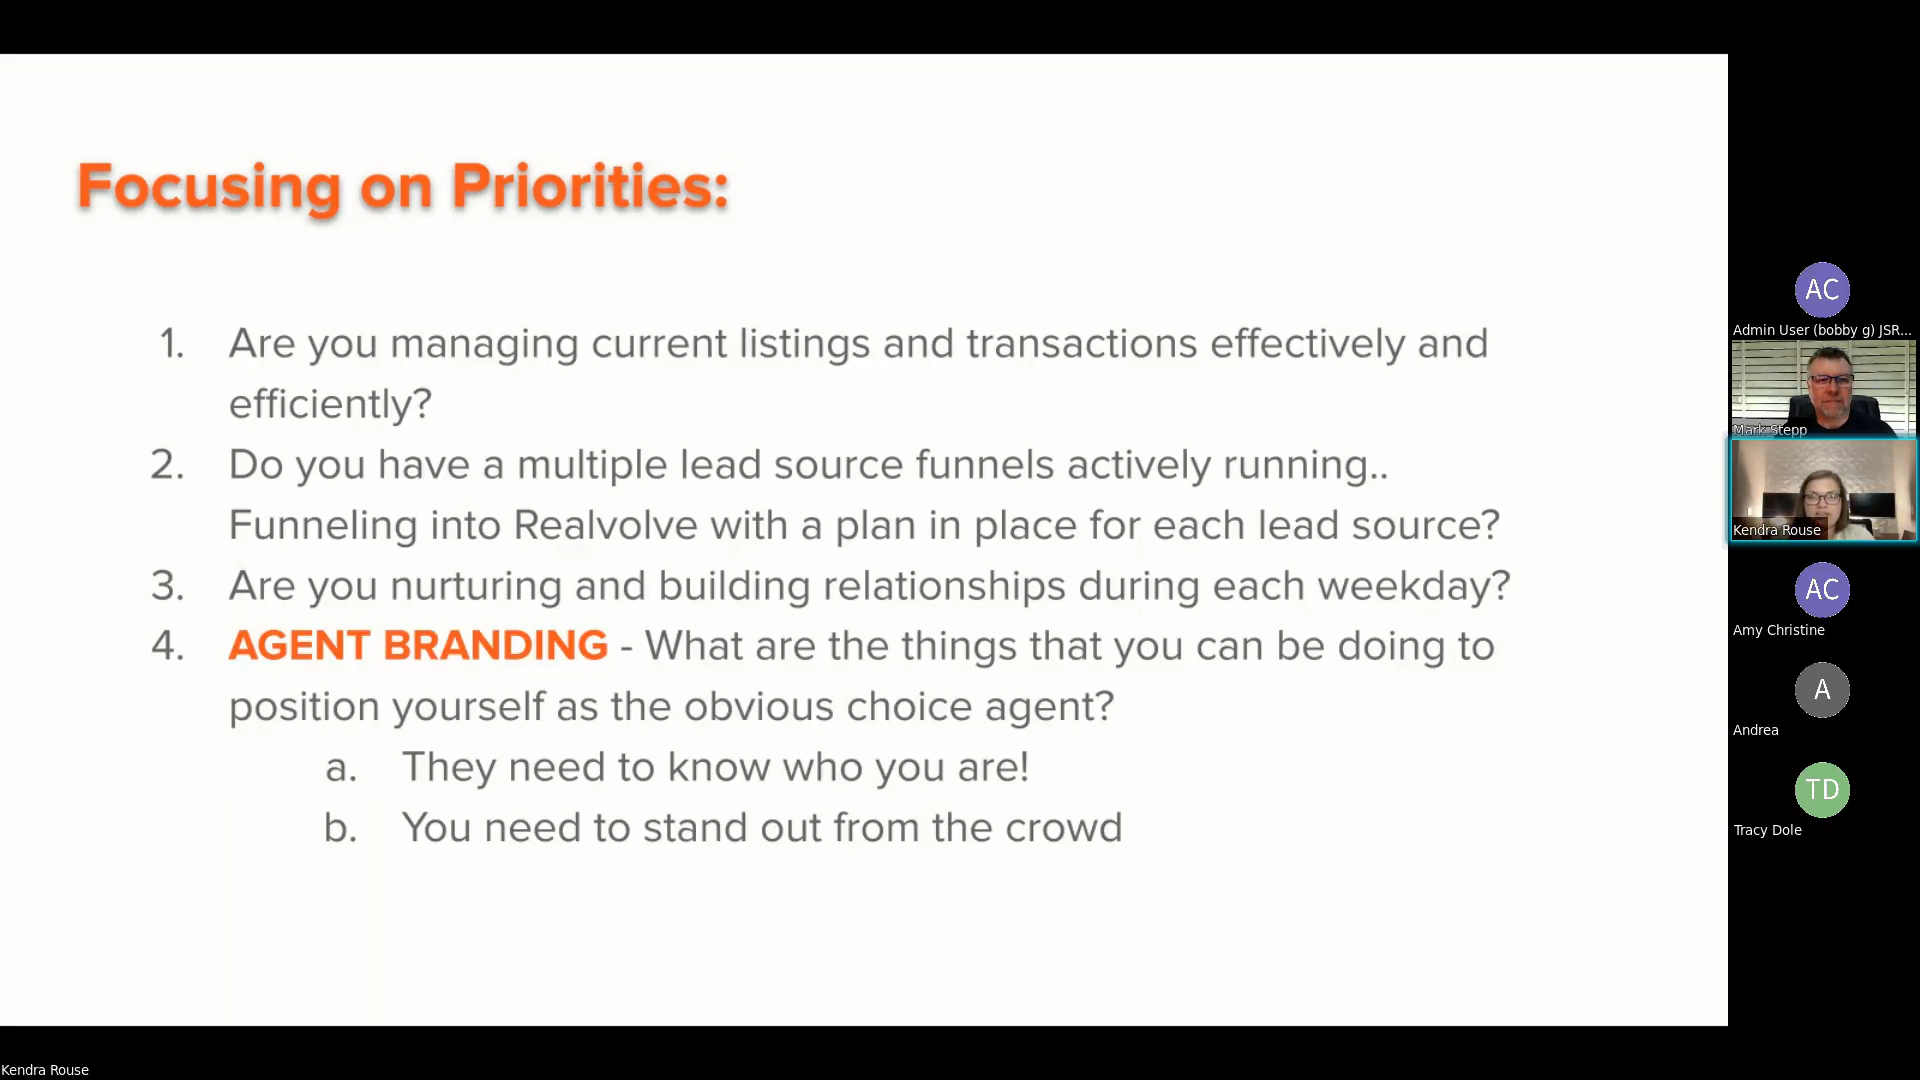 Focusing on Priorities:
1. Are you managing current listings and transactions effectively and
efficiently?
2. Do you have a multiple lead source funnels actively running..
Funneling into Realvolve with a plan in place for each lead source?
3. Are you nurturing and building relationships during each weekday?
4. AGENT BRANDING - What are the things that you can be doing to
position yourself as the obvious choice agent?
a. They need to know who you are!
b. You need to stand out from the crowd
AC
Admin User (bobby g) JSR...
Mark Stepp
Kendra Rouse
AC
Amy Christine
A
Andrea
TD
Tracy Dole
Kendra Rouse